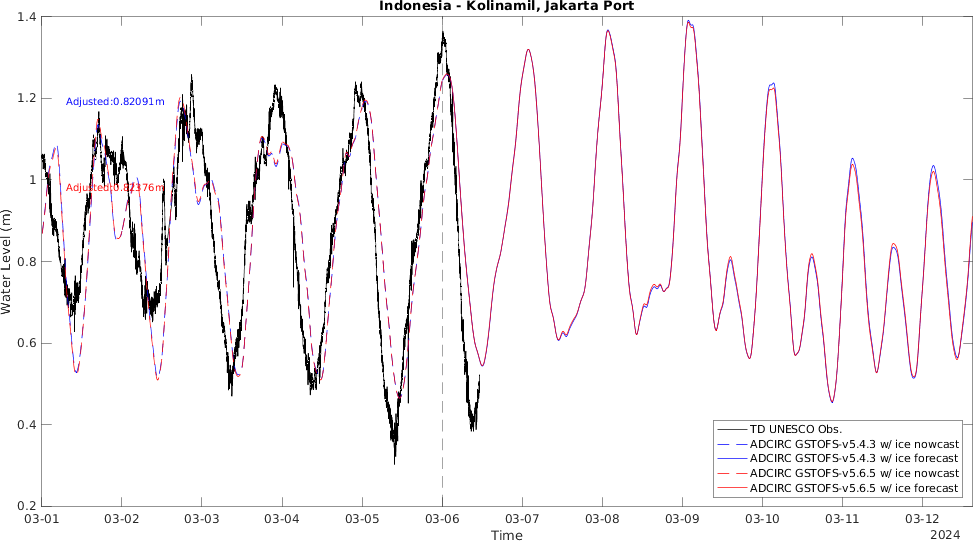 Indonesia - Kolinamil, Jakarta Port
1.4
1.2
1
0.8
0.6
0.4
0.2
Water Level (m)
Adjusted:0.82091m
Adjusted:0.82376m
TD UNESCO Obs.
ADCIRC GSTOFS-v5.4.3 w/ ice nowcast
ADCIRC GSTOFS-v5.4.3 w/ ice forecast
ADCIRC GSTOFS-v5.6.5 w/ ice nowcast
ADCIRC GSTOFS-v5.6.5 w/ ice forecast
03-01 03-02 03-03 03-04 03-05 03-06 03-07 03-08 03-09 03-10 03-11 03-12
Time
2024